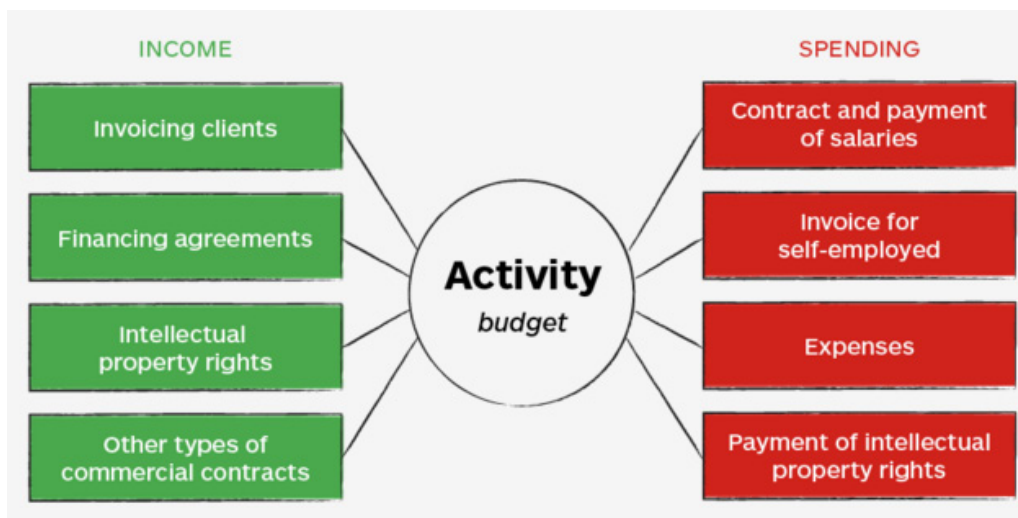 INCOME
Invoicing clients
Financing agreements
Intellectual
property rights
Other types of
commercial contracts
Activity
budget
SPENDING
Contract and payment
of salaries
Invoice for
self-employed
Expenses
Payment of intellectual
property rights